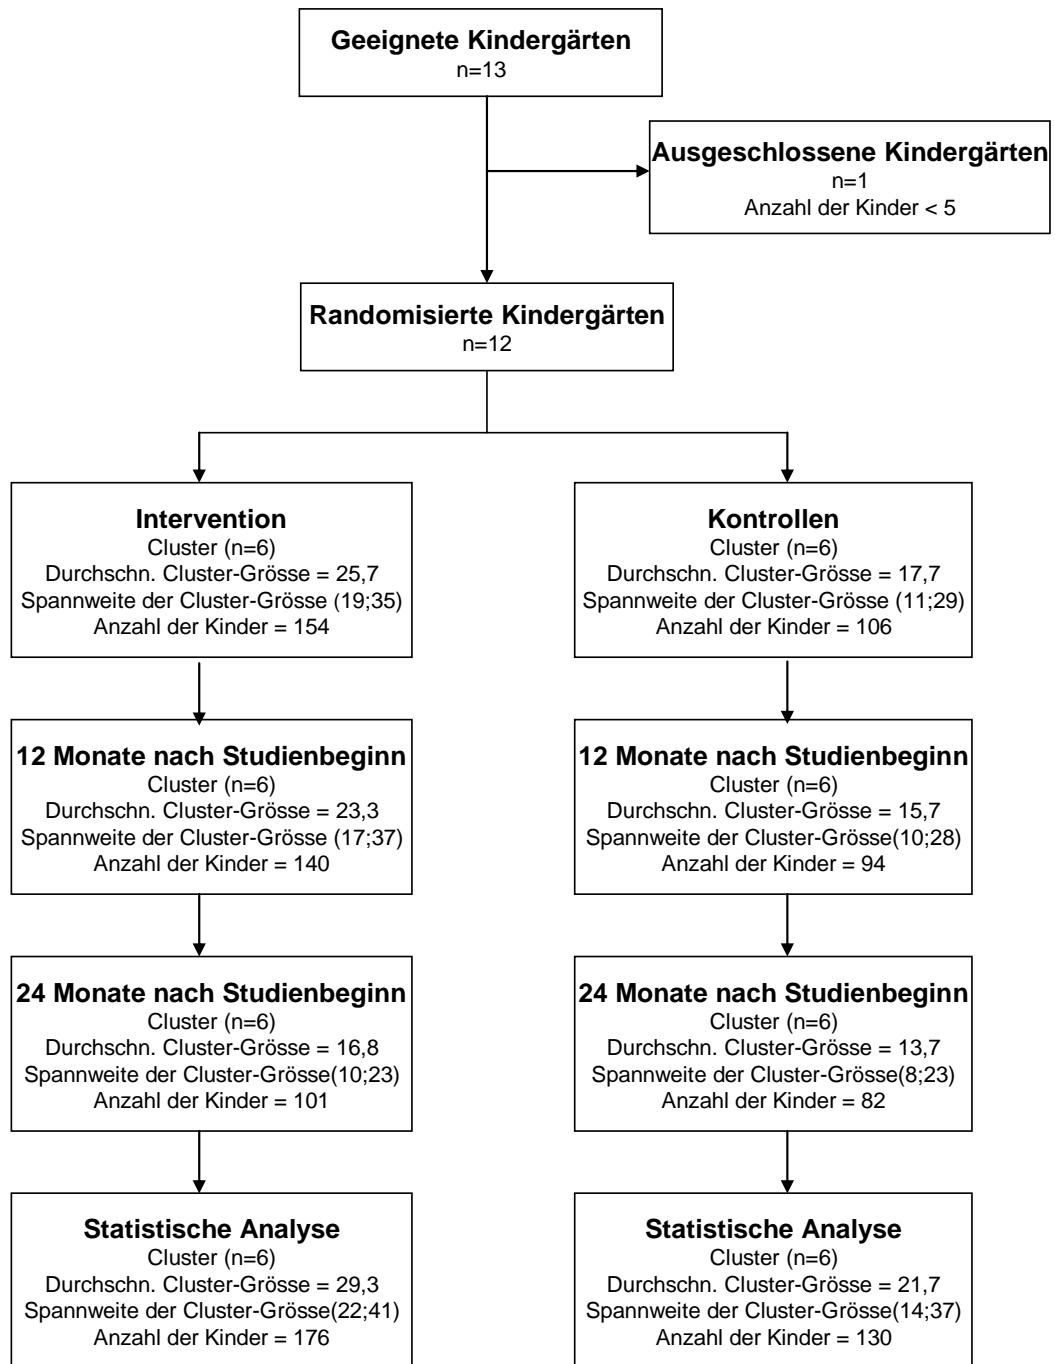 Geeignete Kindergärten
n=13
Ausgeschlossene Kindergärten
n=1
Anzahl der Kinder < 5
Randomisierte Kindergärten
n=12
Intervention
Cluster (n=6)
Durchschn. Cluster-Grösse = 25,7
Spannweite der Cluster-Grösse (19;35)
Anzahl der Kinder = 154
Kontrollen
Cluster (n=6)
Durchschn. Cluster-Grösse = 17,7
Spannweite der Cluster-Grösse (11;29)
Anzahl der Kinder = 106
12 Monate nach Studienbeginn
Cluster (n=6)
Durchschn. Cluster-Grösse = 23,3
Spannweite der Cluster-Grösse (17;37)
Anzahl der Kinder = 140
12 Monate nach Studienbeginn
Cluster (n=6)
Durchschn. Cluster-Grösse = 15,7
Spannweite der Cluster-Grösse(10;28)
Anzahl der Kinder = 94
24 Monate nach Studienbeginn
Cluster (n=6)
Durchschn. Cluster-Grösse = 16,8
Spannweite der Cluster-Grösse(10;23)
Anzahl der Kinder = 101
24 Monate nach Studienbeginn
Cluster (n=6)
Durchschn. Cluster-Grösse = 13,7
Spannweite der Cluster-Grösse(8;23)
Anzahl der Kinder = 82
Statistische Analyse
Cluster (n=6)
Durchschn. Cluster-Grösse = 29,3
Spannweite der Cluster-Grösse(22;41)
Anzahl der Kinder = 176
Statistische Analyse
Cluster (n=6)
Durchschn. Cluster-Grösse = 21,7
Spannweite der Cluster-Grösse(14;37)
Anzahl der Kinder = 130